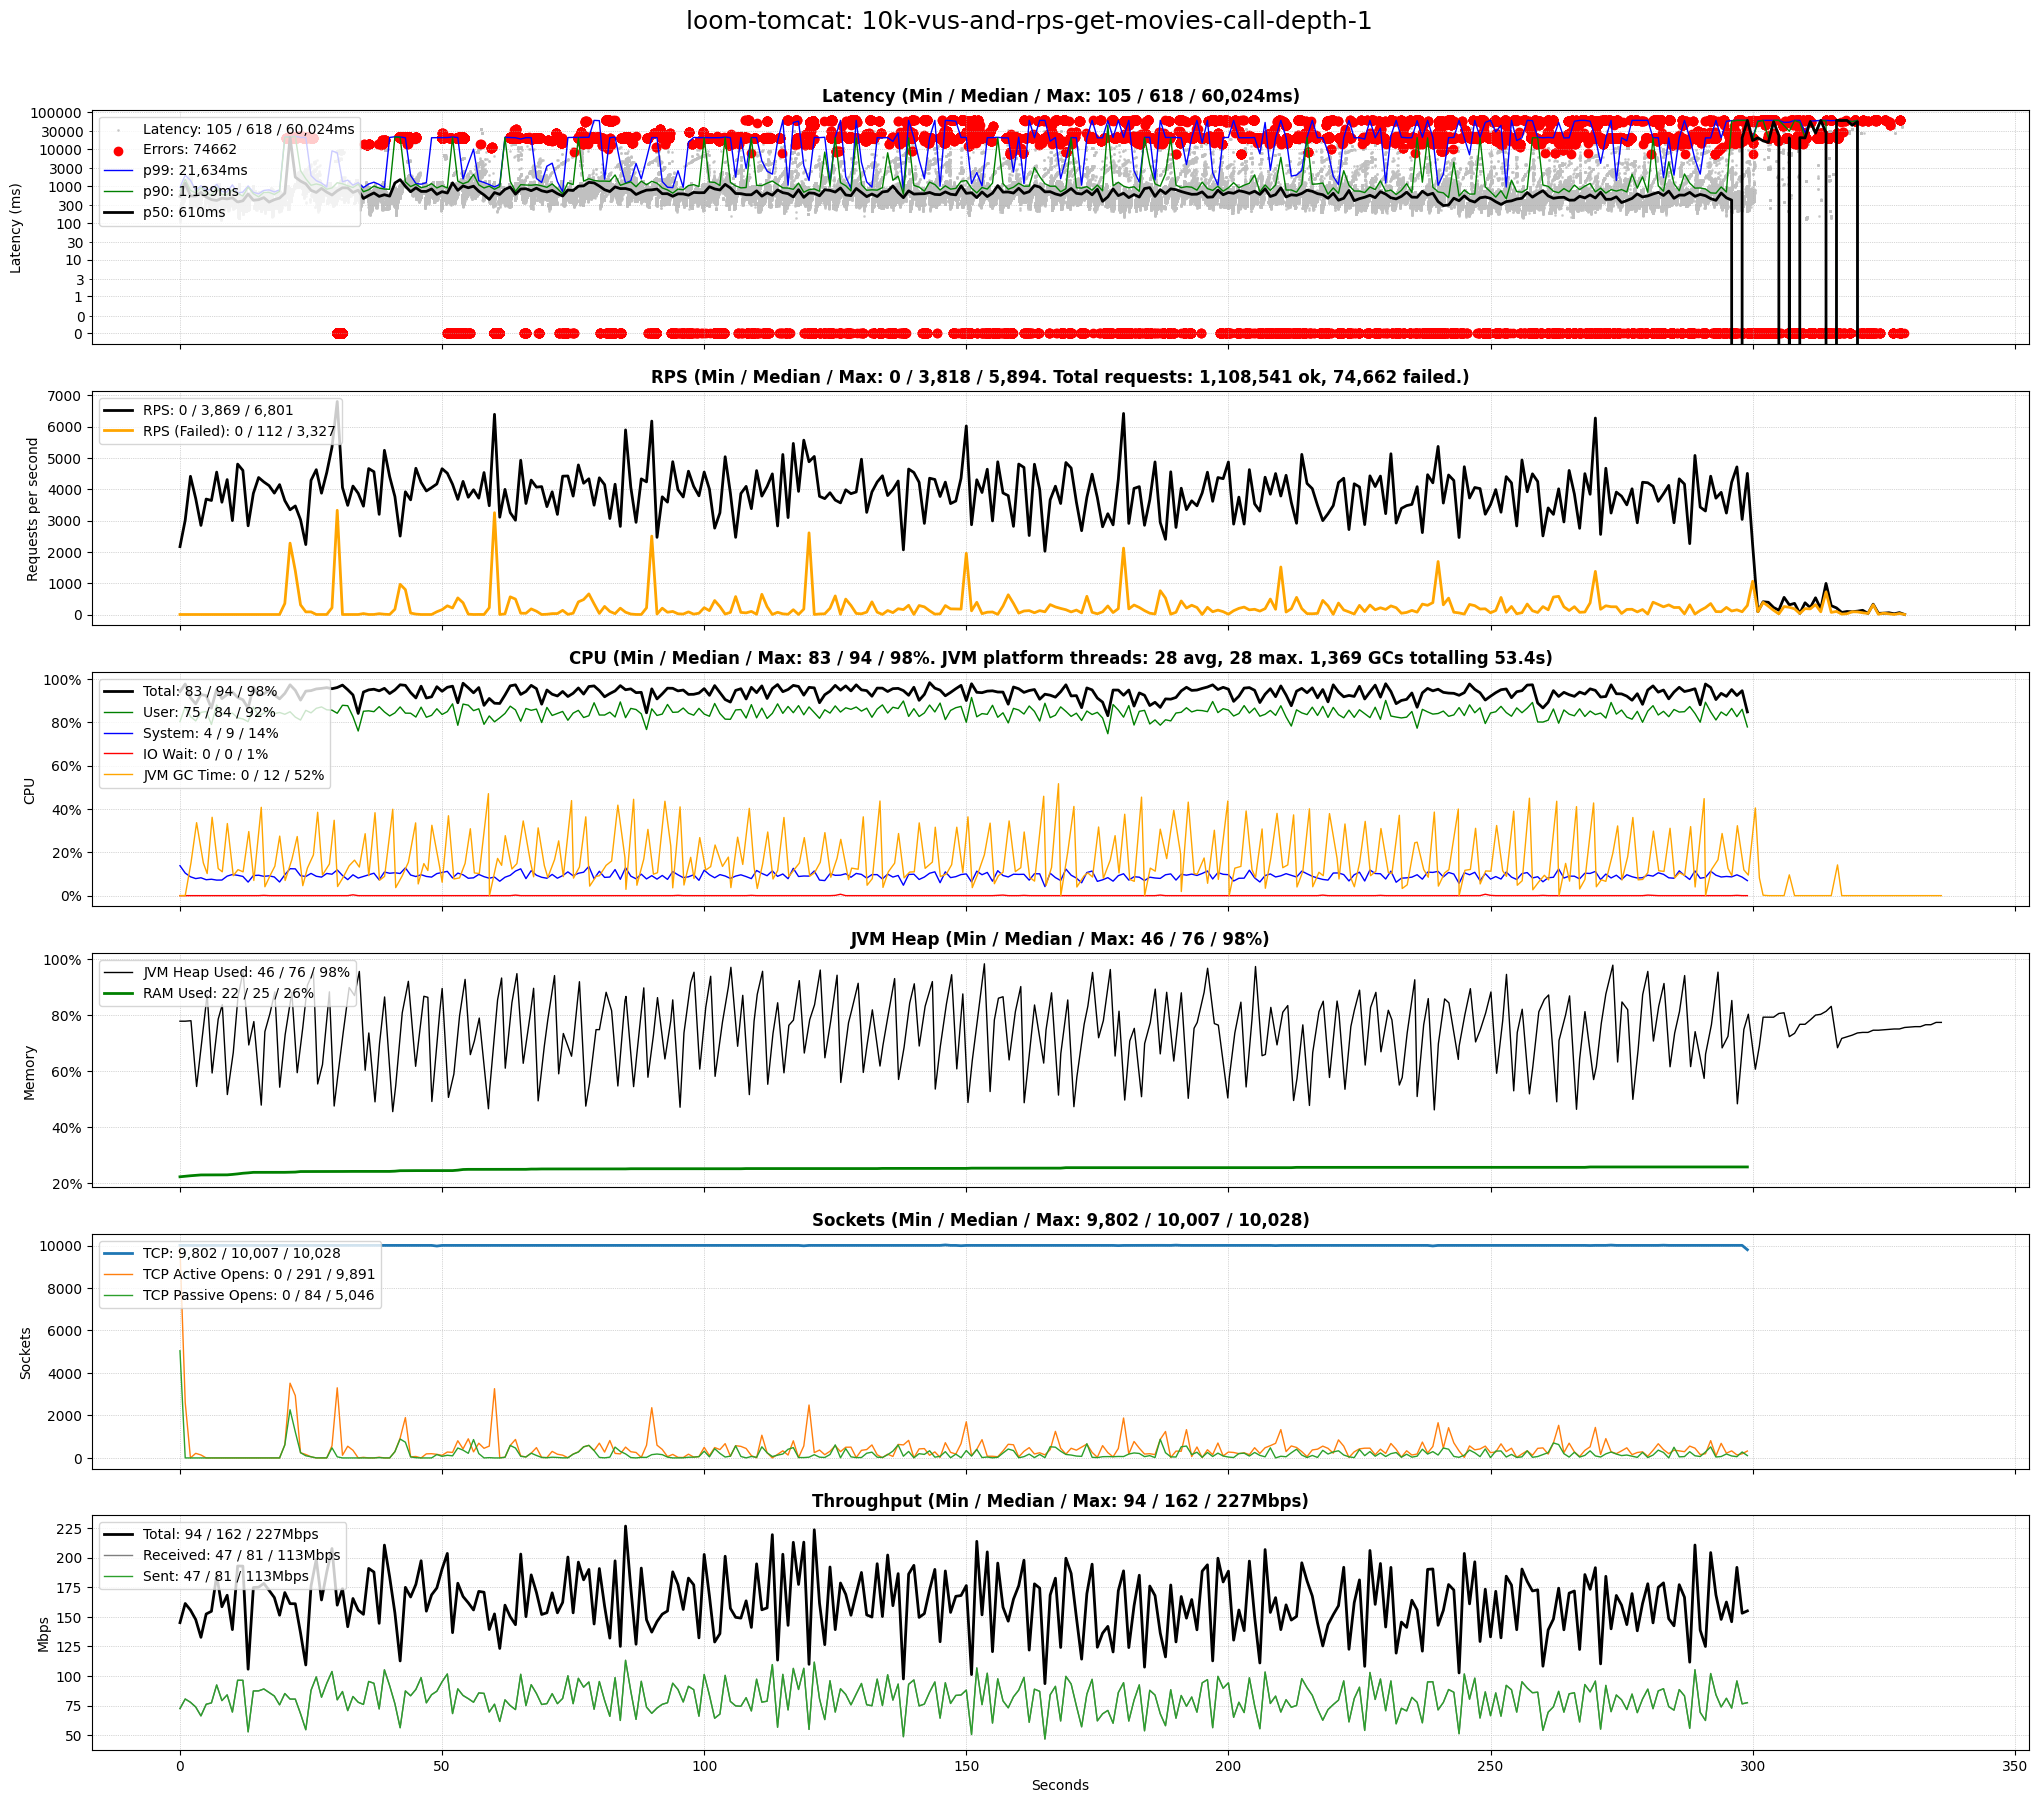 loom-tomcat: 10k-vus-and-rps-get-movies-call-depth-1
Latency (Min / Median / Max: 105 / 618 / 60,024ms)
Latency (ms)
100000
30000
10000
3000
1000
300
100
30
10
3
1
0
0
Latency: 105 / 618 / 60,024ms
Errors: 74662
p99: 21,634ms
p90: 1,139ms
p50: 610ms
RPS (Min / Median / Max: 0 / 3,818 / 5,894. Total requests: 1,108,541 ok, 74,662 failed.)
Requests per second
7000
6000
5000
4000
3000
2000
1000
0
RPS: 0 / 3,869 / 6,801
RPS (Failed): 0 / 112 / 3,327
CPU (Min / Median / Max: 83 / 94 / 98%. JVM platform threads: 28 avg, 28 max. 1,369 GCs totalling 53.4s)
CPU
100%
80%
60%
40%
20%
0%
Total: 83 / 94 / 98%
User: 75 / 84 / 92%
System: 4 / 9 / 14%
IO Wait: 0 / 0 / 1%
JVM GC Time: 0 / 12 / 52%
JVM Heap (Min / Median / Max: 46 / 76 / 98%)
Memory
100%
80%
60%
40%
20%
JVM Heap Used: 46 / 76 / 98%
RAM Used: 22 / 25 / 26%
Sockets (Min / Median / Max: 9,802 / 10,007 / 10,028)
Sockets
10000
8000
6000
4000
2000
0
TCP: 9,802 / 10,007 / 10,028
TCP Active Opens: 0 / 291 / 9,891
TCP Passive Opens: 0 / 84 / 5,046
Throughput (Min / Median / Max: 94 / 162 / 227Mbps)
Mbps
225
200
175
150
125
100
75
50
Total: 94 / 162 / 227Mbps
Received: 47 / 81 / 113Mbps
Sent: 47 / 81 / 113Mbps
0 50 100 150 200 250 300 350
Seconds